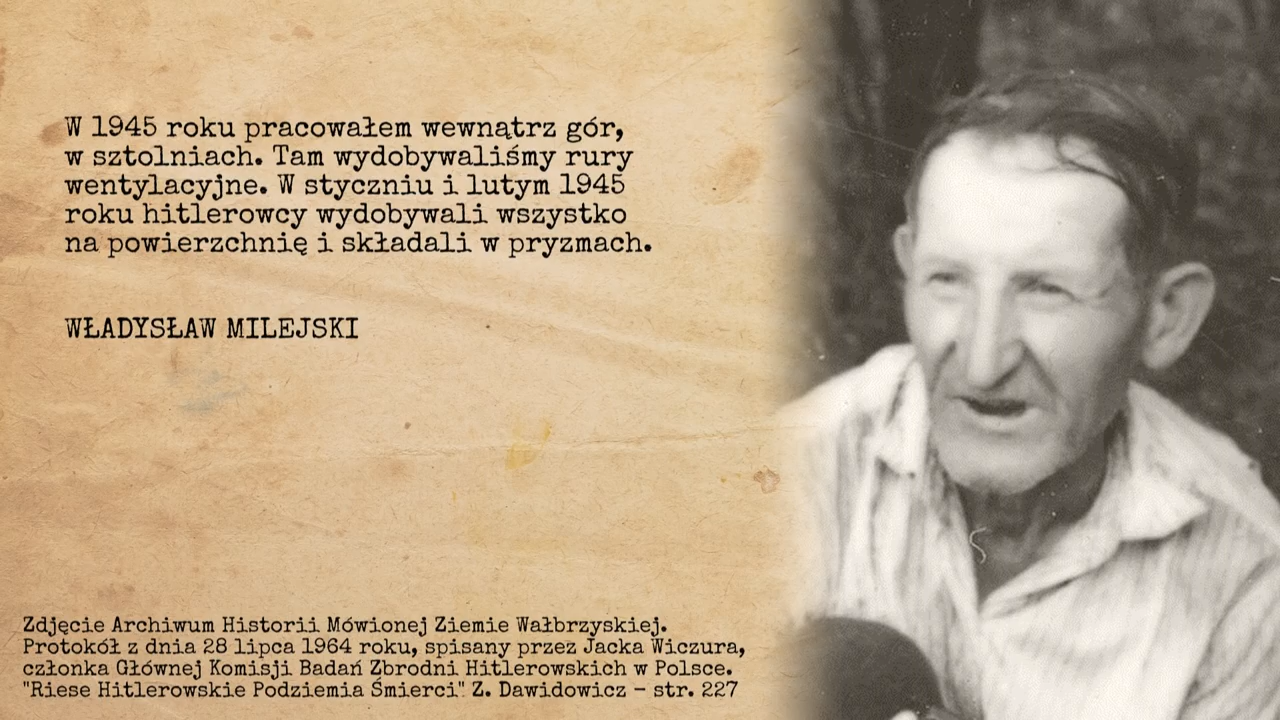 W 1945 roku pracowałem wewnątrz gór,
w sztolniach. Tam wydobywaliśmy rury
wentylacyjne. W styczniu i lutym 1945
roku hitlerowcy wydobywali wszystko
na powierzchnię i składali w pryzmach.
WŁADYSŁAW MILEJSKI
Zdjęcie Archiwum Historii Mówionej Ziemie Wałbrzyskiej.
Protokół z dnia 28 lipca 1964 roku, spisany przez Jacka Wiczura,
członka Głównej Komisji Badań Zbrodni Hitlerowskich w Polsce.
"Riese Hitlerowskie Podziemia Śmierci" Z. Dawidowicz - str. 227